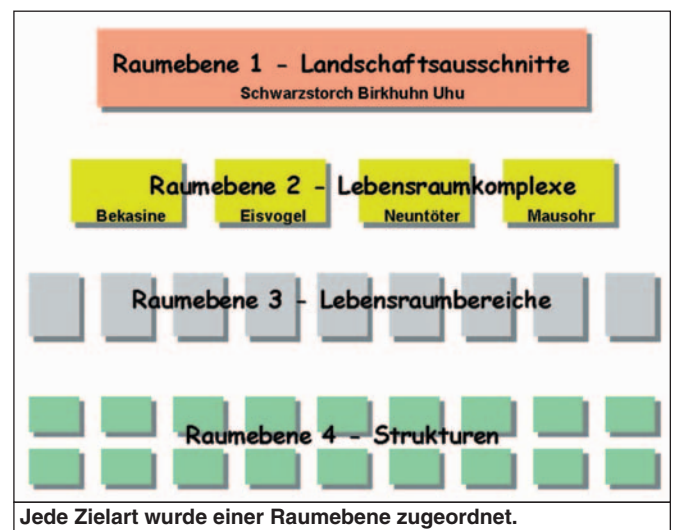 Raumebene 1 - Landschaftsausschnitte
Schwarzstorch Birkhuhn Uhu
Raumebene 2 - Lebensraumkomplexe
Bekasine Eisvogel Neuntöter Mausohr
Raumebene 3 - Lebensraumbereiche
Raumebene 4 - Strukturen
Jede Zielart wurde einer Raumebene zugeordnet.